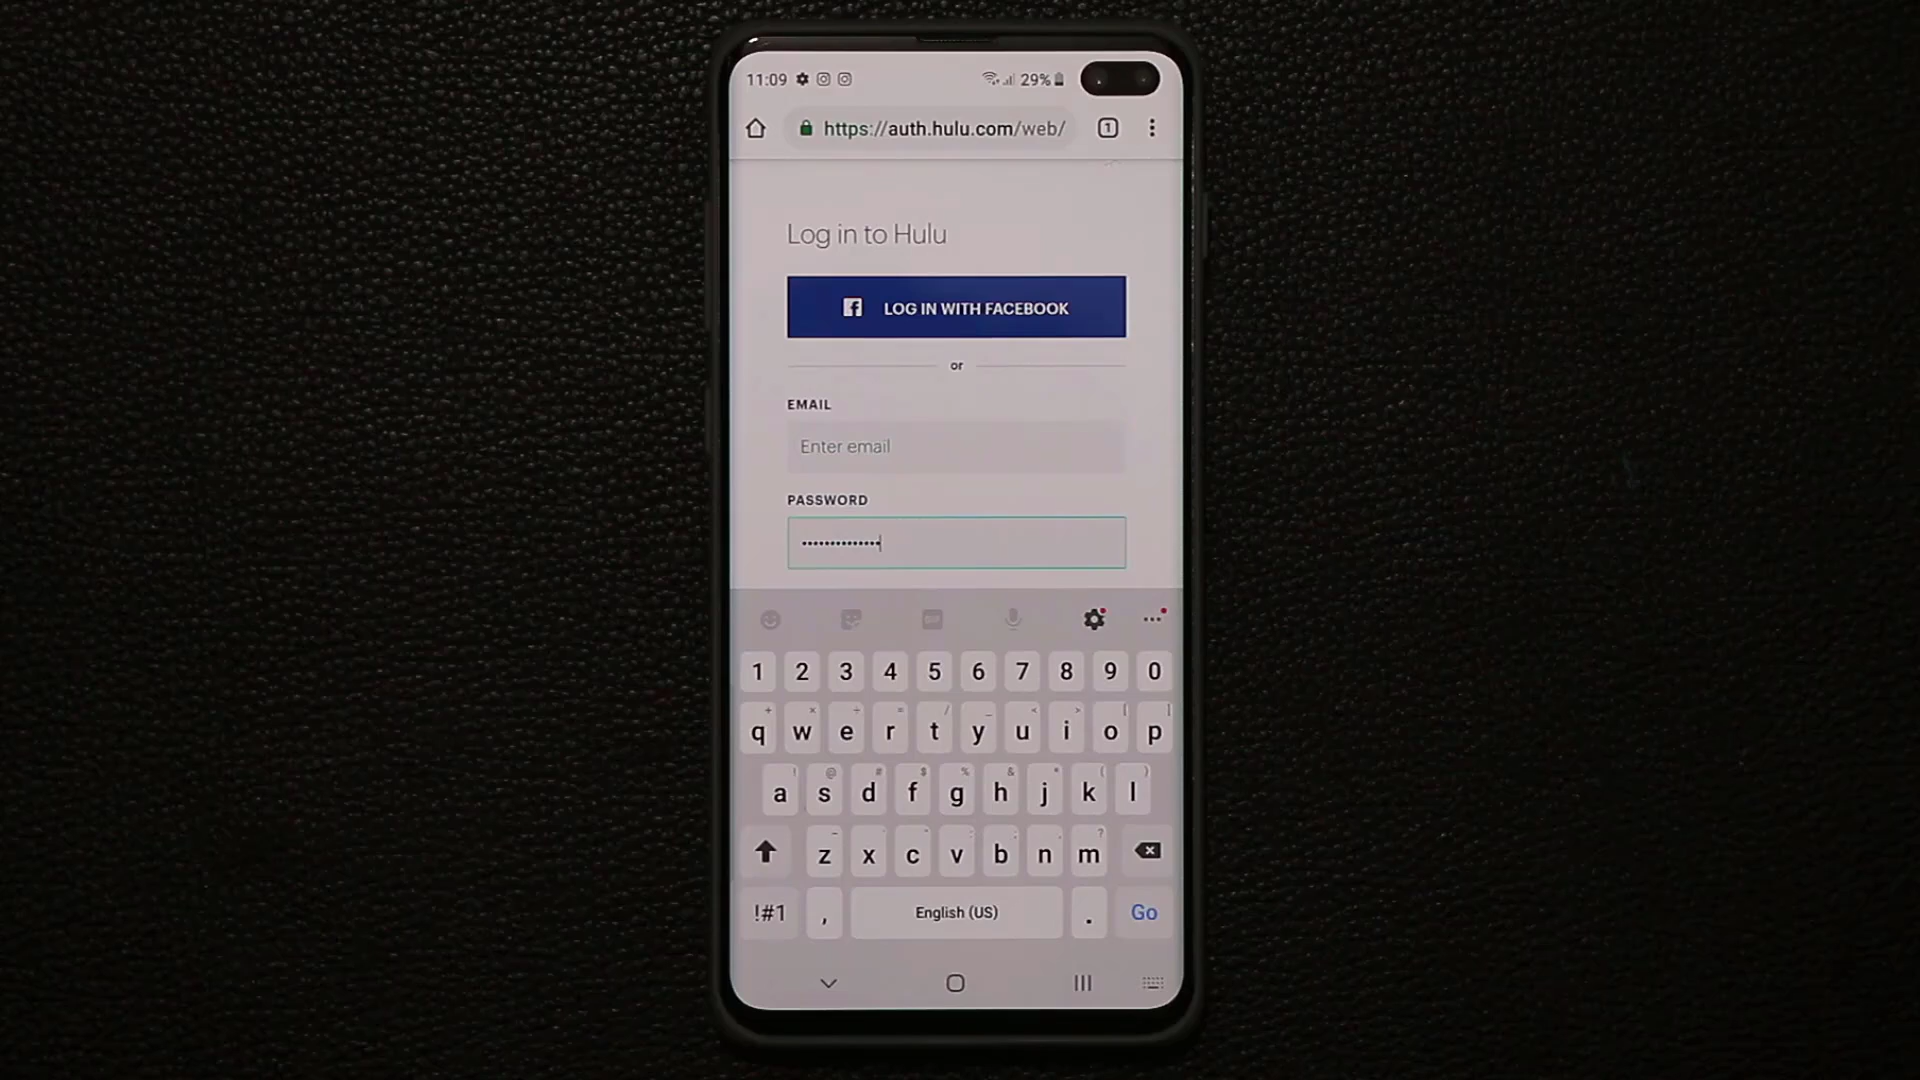 11:09 29%
https://auth.hulu.com/web/ 1
Log in to Hulu
LOG IN WITH FACEBOOK
or
EMAIL
Enter email
PASSWORD
••••••••••••••
GIF
1 2 3 4 5 6 7 8 9 0
+ × ÷ = / _ < > [ ]
q w e r t y u i o p
! @ # $ % & * ( )
a s d f g h j k l
z x c v b n m ?
!#1 , English (US) . Go